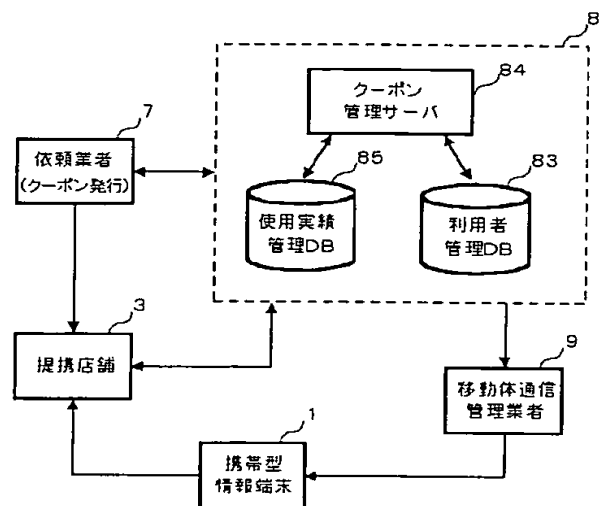 8
84
クーポン
管理サーバ
7
依頼業者
(クーポン発行)
85
使用実績
管理DB
83
利用者
管理DB
3
提携店舗
9
移動体通信
管理業者
1
携帯型
情報端末